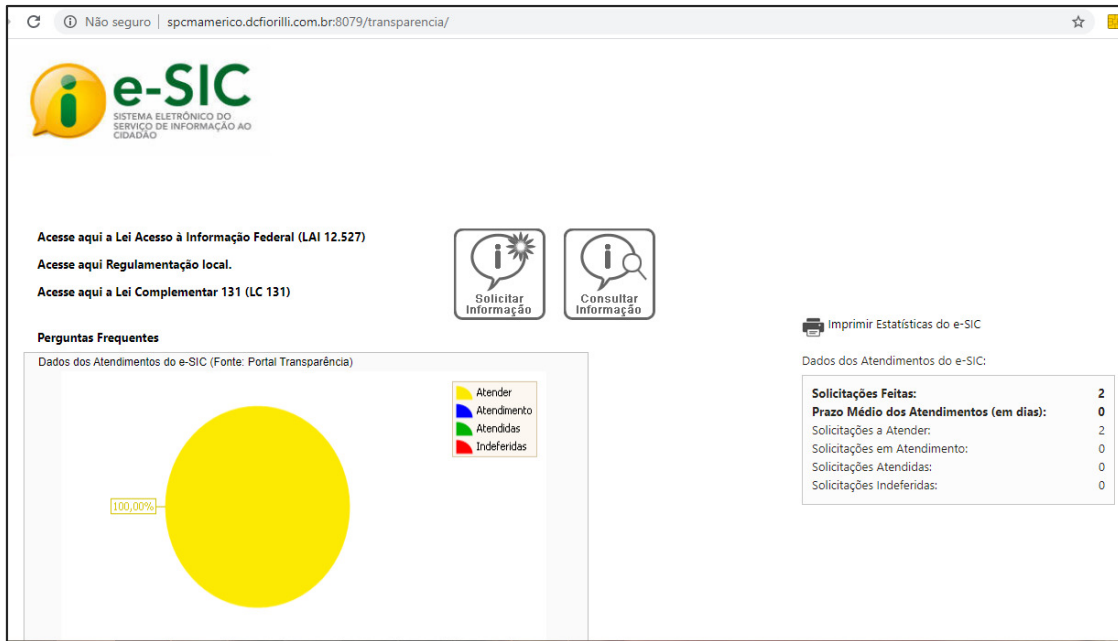 Não seguro | spcmamerico.dcfiorilli.com.br:8079/transparencia/
e-SIC
SISTEMA ELETRÔNICO DO
SERVIÇO DE INFORMAÇÃO AO
CIDADÃO
Acesse aqui a Lei Acesso à Informação Federal (LAI 12.527)
Acesse aqui Regulamentação local.
Acesse aqui a Lei Complementar 131 (LC 131)
Solicitar
Informação
Consultar
Informação
Imprimir Estatísticas do e-SIC
Perguntas Frequentes
Dados dos Atendimentos do e-SIC (Fonte: Portal Transparência)
Atender
Atendimento
Atendidas
Indeferidas
100,00%
Dados dos Atendimentos do e-SIC:
Solicitações Feitas: 2
Prazo Médio dos Atendimentos (em dias): 0
Solicitações a Atender: 2
Solicitações em Atendimento: 0
Solicitações Atendidas: 0
Solicitações Indeferidas: 0